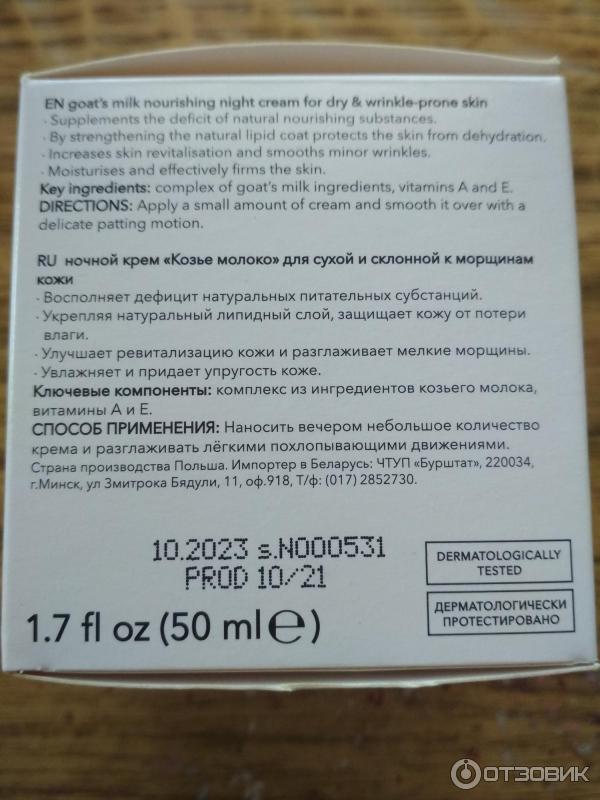 EN goat's milk nourishing night cream for dry & wrinkle-prone skin
· Supplements the deficit of natural nourishing substances.
· By strengthening the natural lipid coat protects the skin from dehydration.
· Increases skin revitalisation and smooths minor wrinkles.
· Moisturises and effectively firms the skin.
Key ingredients: complex of goat's milk ingredients, vitamins A and E.
DIRECTIONS: Apply a small amount of cream and smooth it over with a
delicate patting motion.
RU ночной крем «Козье молоко» для сухой и склонной к морщинам
кожи
· Восполняет дефицит натуральных питательных субстанций.
· Укрепляя натуральный липидный слой, защищает кожу от потери
влаги.
· Улучшает ревитализацию кожи и разглаживает мелкие морщины.
· Увлажняет и придает упругость коже.
Ключевые компоненты: комплекс из ингредиентов козьего молока,
витамины А и Е.
СПОСОБ ПРИМЕНЕНИЯ: Наносить вечером небольшое количество
крема и разглаживать лёгкими похлопывающими движениями.
Страна производства Польша. Импортер в Беларусь: ЧТУП «Бурштат», 220034,
г.Минск, ул Змитрока Бядули, 11, оф.918, Т/ф: (017) 2852730.
10.2023 s.N000531
PROD 10/21
1.7 fl oz (50 ml ℮)
DERMATOLOGICALLY
TESTED
ДЕРМАТОЛОГИЧЕСКИ
ПРОТЕСТИРОВАНО
ОТЗОВИК